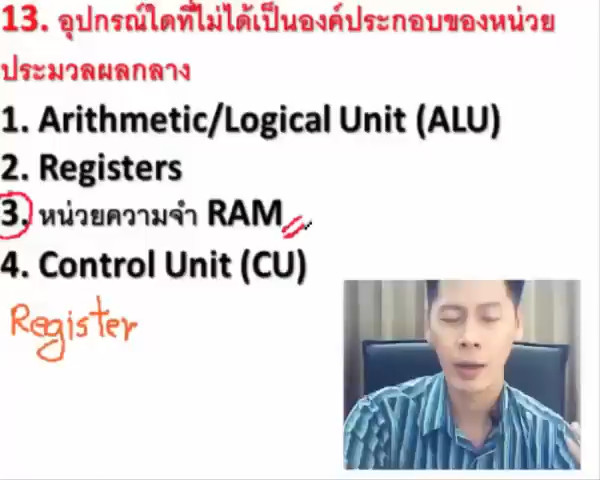 13. อุปกรณ์ใดที่ไม่ได้เป็นองค์ประกอบของหน่วย
ประมวลผลกลาง
1. Arithmetic/Logical Unit (ALU)
2. Registers
3. หน่วยความจำ RAM
4. Control Unit (CU)
Register